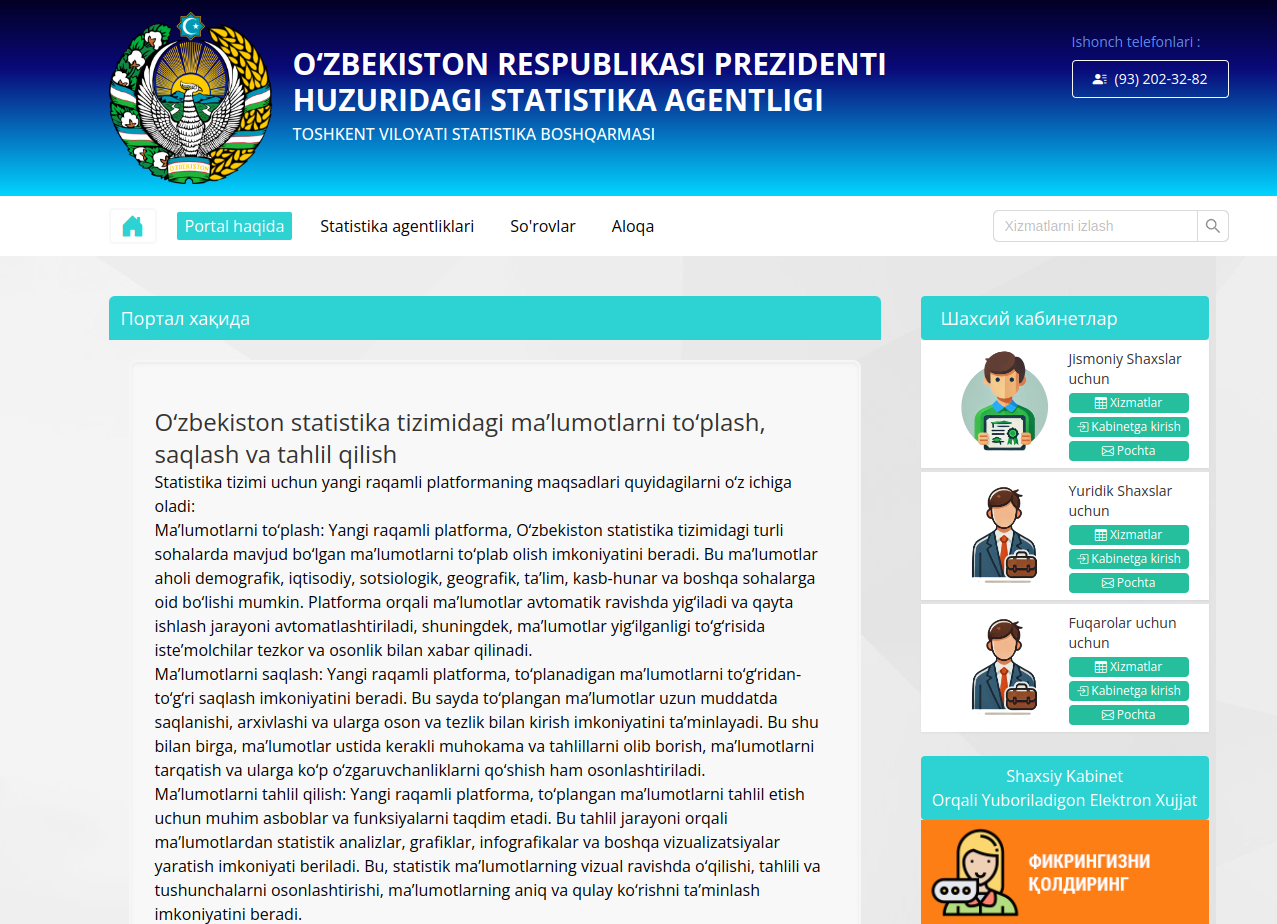 O‘ZBEKISTON RESPUBLIKASI PREZIDENTI
HUZURIDAGI STATISTIKA AGENTLIGI
TOSHKENT VILOYATI STATISTIKA BOSHQARMASI
Ishonch telefonlari :
(93) 202-32-82
Portal haqida
Statistika agentliklari
So'rovlar
Aloqa
Xizmatlarni izlash
Портал хақида
O‘zbekiston statistika tizimidagi ma’lumotlarni to‘plash,
saqlash va tahlil qilish
Statistika tizimi uchun yangi raqamli platformaning maqsadlari quyidagilarni o‘z ichiga
oladi:
Ma’lumotlarni to‘plash: Yangi raqamli platforma, O‘zbekiston statistika tizimidagi turli
sohalarda mavjud bo‘lgan ma’lumotlarni to‘plab olish imkoniyatini beradi. Bu ma’lumotlar
aholi demografik, iqtisodiy, sotsiologik, geografik, ta’lim, kasb-hunar va boshqa sohalarga
oid bo‘lishi mumkin. Platforma orqali ma’lumotlar avtomatik ravishda yig‘iladi va qayta
ishlash jarayoni avtomatlashtiriladi, shuningdek, ma’lumotlar yig‘ilganligi to‘g‘risida
iste’molchilar tezkor va osonlik bilan xabar qilinadi.
Ma’lumotlarni saqlash: Yangi raqamli platforma, to‘planadigan ma’lumotlarni to‘g‘ridan-
to‘g‘ri saqlash imkoniyatini beradi. Bu sayda to‘plangan ma’lumotlar uzun muddatda
saqlanishi, arxivlashi va ularga oson va tezlik bilan kirish imkoniyatini ta’minlayadi. Bu shu
bilan birga, ma’lumotlar ustida kerakli muhokama va tahlillarni olib borish, ma’lumotlarni
tarqatish va ularga ko‘p o‘zgaruvchanliklarni qo‘shish ham osonlashtiriladi.
Ma’lumotlarni tahlil qilish: Yangi raqamli platforma, to‘plangan ma’lumotlarni tahlil etish
uchun muhim asboblar va funksiyalarni taqdim etadi. Bu tahlil jarayoni orqali
ma’lumotlardan statistik analizlar, grafiklar, infografikalar va boshqa vizualizatsiyalar
yaratish imkoniyati beriladi. Bu, statistik ma’lumotlarning vizual ravishda o‘qilishi, tahlili va
tushunchalarni osonlashtirishi, ma’lumotlarning aniq va qulay ko‘rishni ta’minlash
imkoniyatini beradi.
Шахсий кабинетлар
Jismoniy Shaxslar
uchun
Xizmatlar
Kabinetga kirish
Pochta
Yuridik Shaxslar
uchun
Xizmatlar
Kabinetga kirish
Pochta
Fuqarolar uchun
uchun
Xizmatlar
Kabinetga kirish
Pochta
Shaxsiy Kabinet
Orqali Yuboriladigon Elektron Xujjat
ФИКРИНГИЗНИ
ҚОЛДИРИНГ